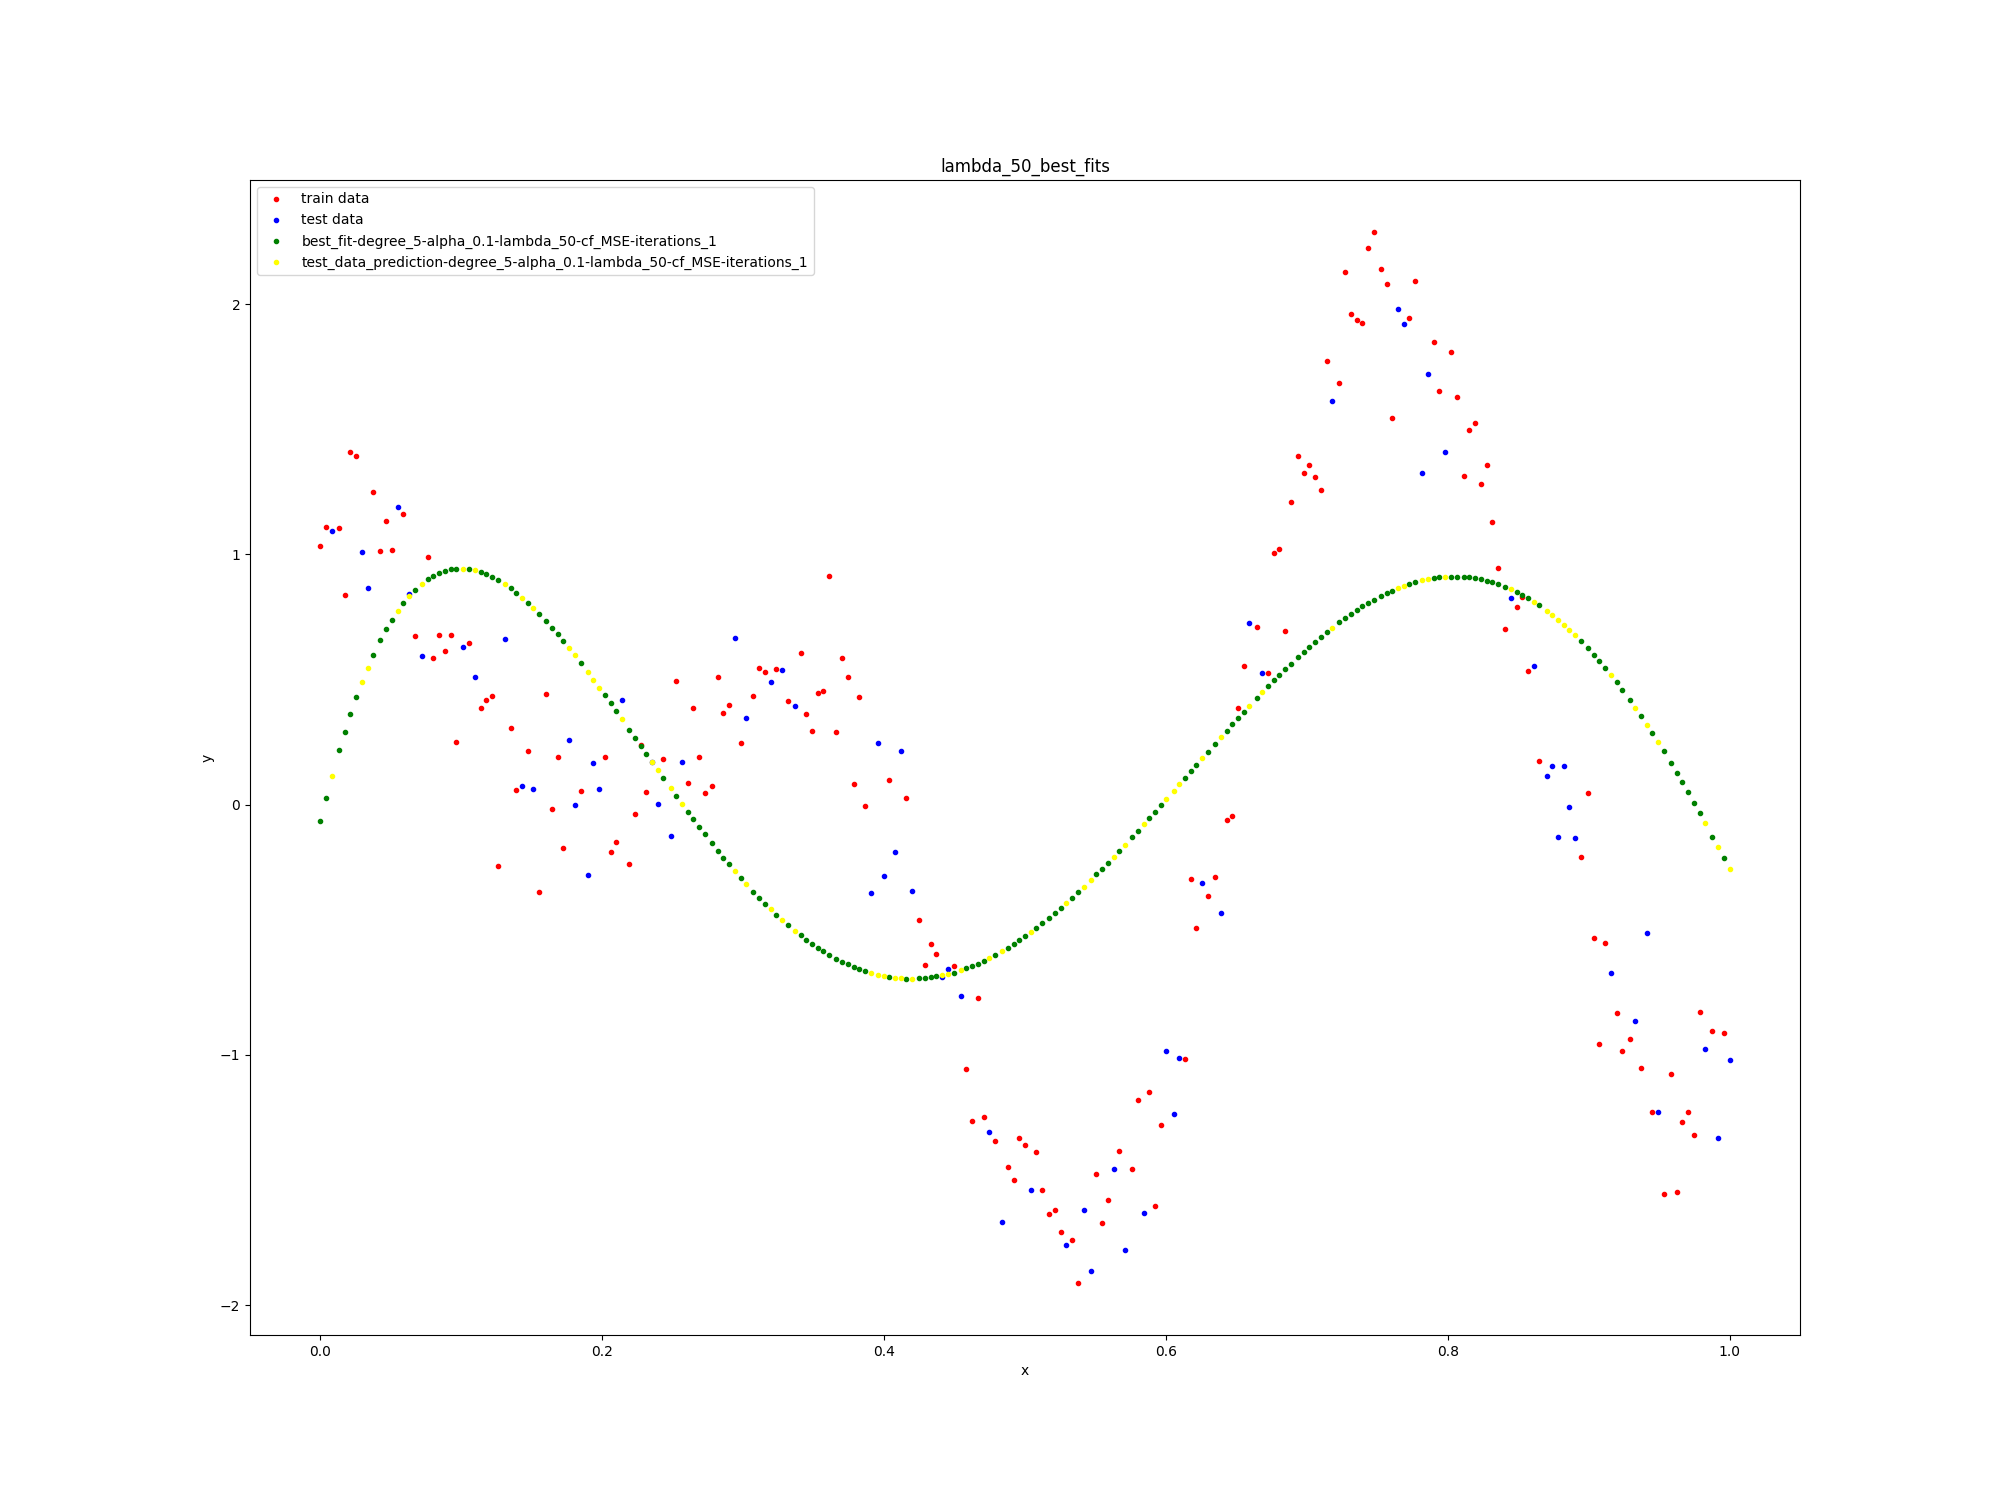 lambda_50_best_fits
train data
test data
best_fit-degree_5-alpha_0.1-lambda_50-cf_MSE-iterations_1
test_data_prediction-degree_5-alpha_0.1-lambda_50-cf_MSE-iterations_1
2
1
0
−1
−2
y
0.0 0.2 0.4 0.6 0.8 1.0
x